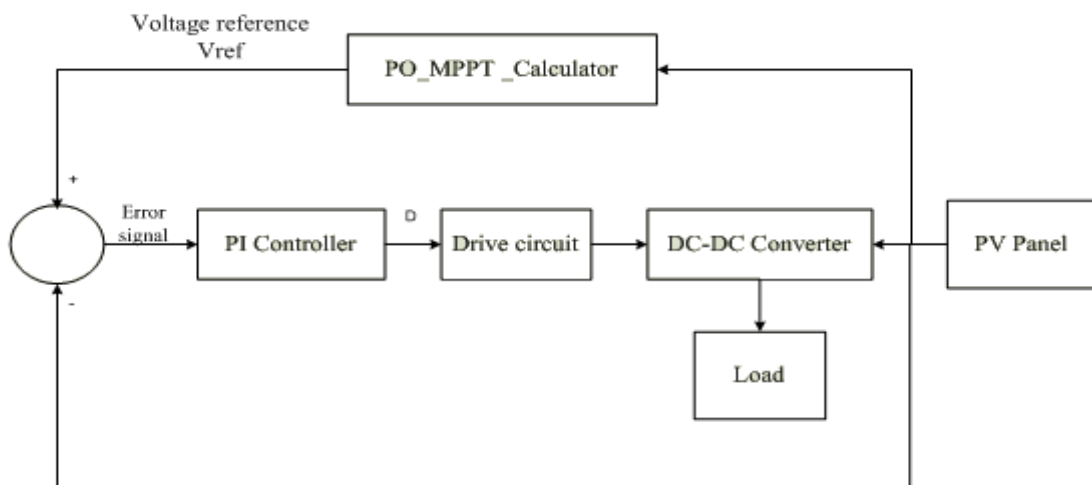 Voltage reference
Vref
PO_MPPT _Calculator
+
Error
signal
PI Controller
D
Drive circuit
DC-DC Converter
PV Panel
-
Load